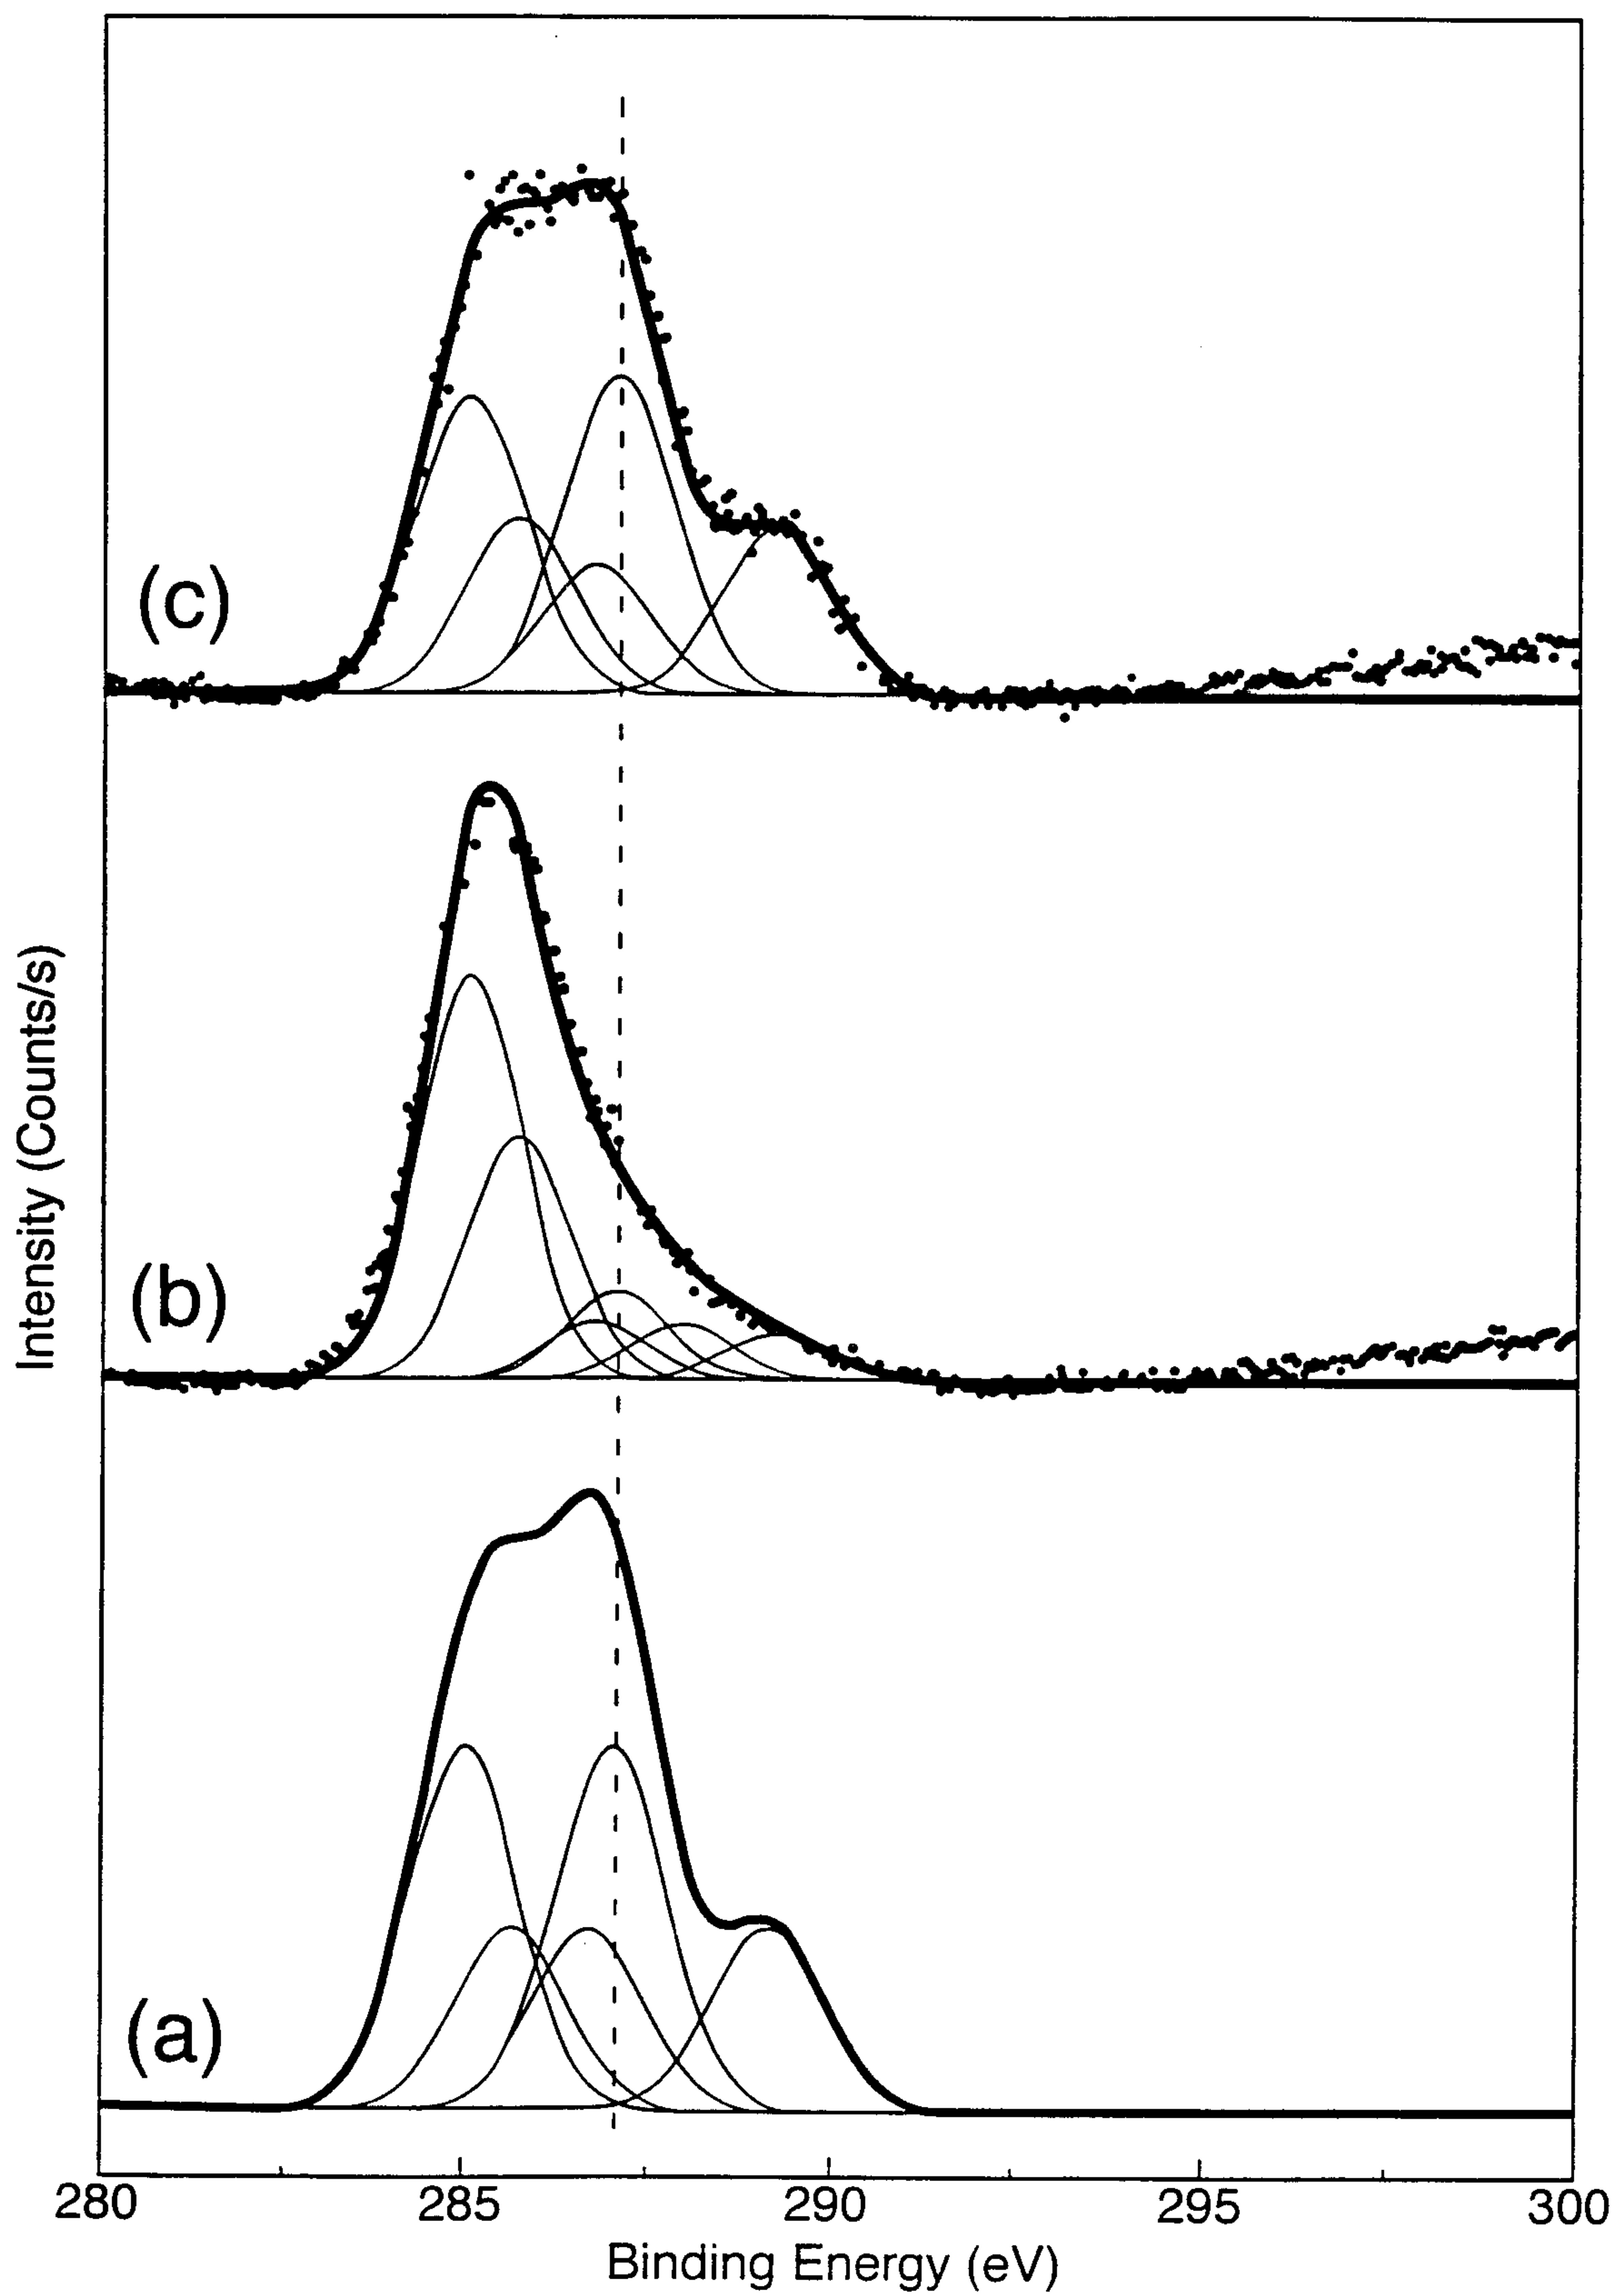 (c)
(b)
(a)
Intensity (Counts/s)
280 285 290 295 300
Binding Energy (eV)